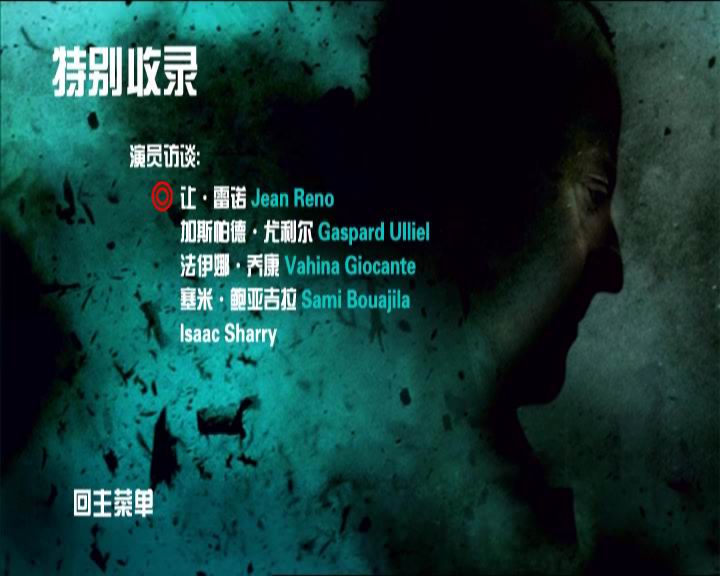 特别收录
演员访谈:
让·雷诺 Jean Reno
加斯帕德·尤利尔 Gaspard Ulliel
法伊娜·乔康 Vahina Giocante
塞米·鲍亚吉拉 Sami Bouajila
Isaac Sharry
回主菜单